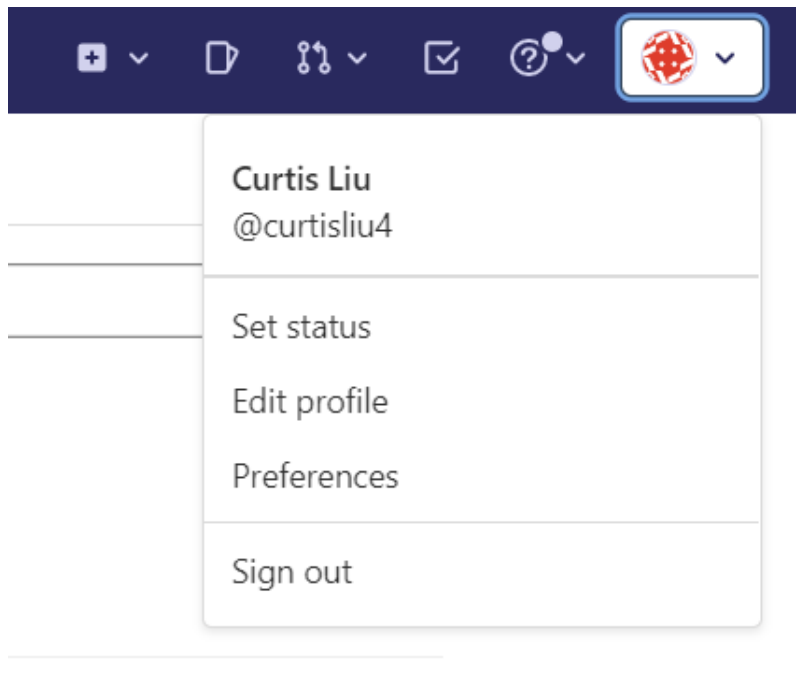 Curtis Liu
@curtisliu4
Set status
Edit profile
Preferences
Sign out